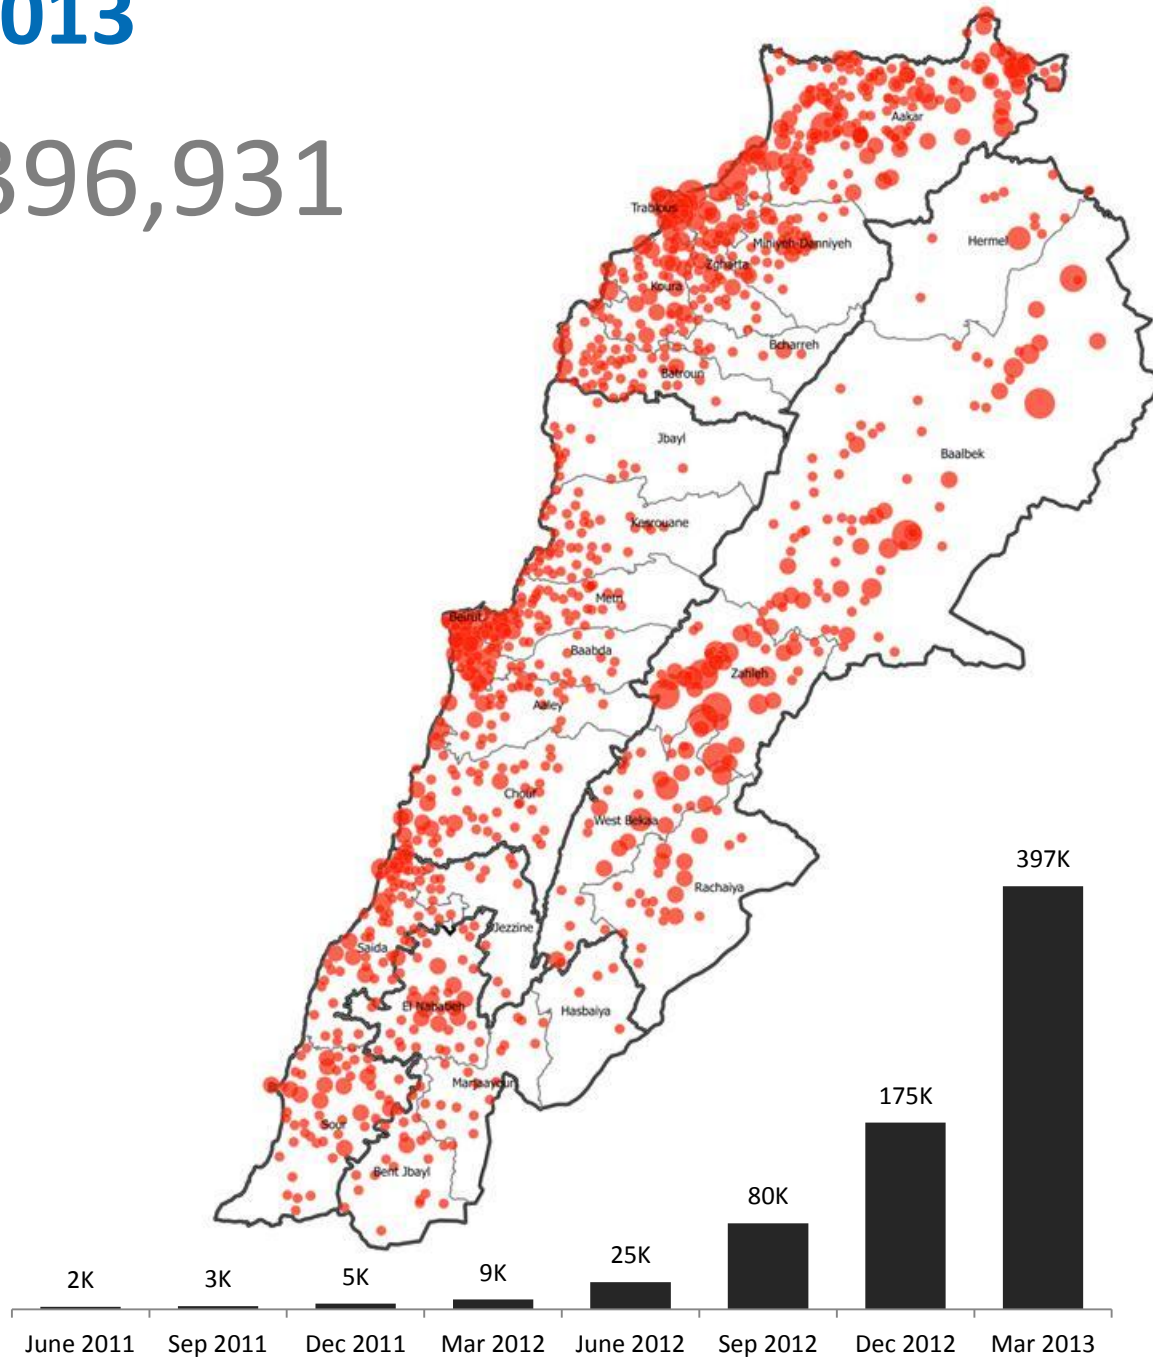 013
396,931
Aakar
Trablous
Hermel
Miniyeh-Danniyeh
Zgharta
Koura
Bcharreh
Batroun
Jbayl
Baalbek
Kesrouane
Metn
Beirut
Baabda
Zahleh
Aaley
Chouf
West Bekaa
Rachaiya
Jezzine
Saida
El Nabatieh
Hasbaiya
Marjaayoun
Sour
Bent Jbayl
397K
175K
80K
25K
9K
5K
3K
2K
June 2011 Sep 2011 Dec 2011 Mar 2012 June 2012 Sep 2012 Dec 2012 Mar 2013